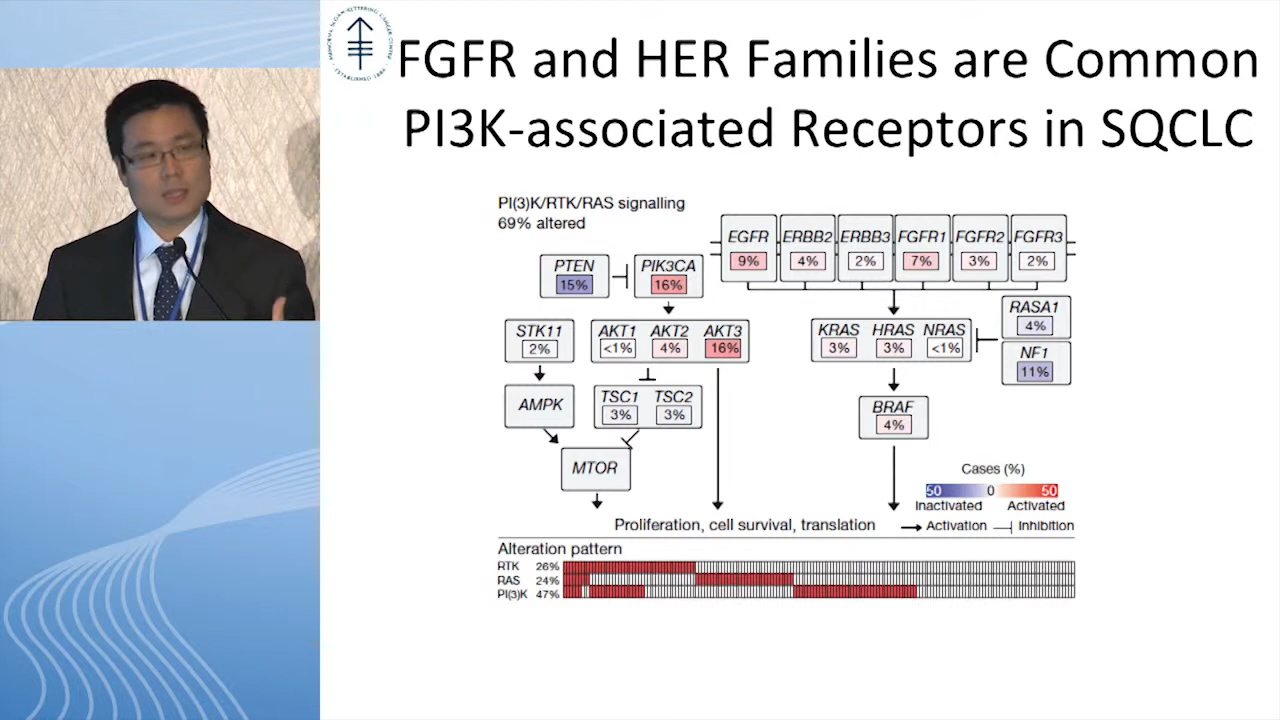 FGFR and HER Families are Common
PI3K-associated Receptors in SQCLC
PI(3)K/RTK/RAS signalling
69% altered
EGFR ERBB2 ERBB3 FGFR1 FGFR2 FGFR3
9% 4% 2% 7% 3% 2%
PTEN PIK3CA
15% 16%
STK11 AKT1 AKT2 AKT3
2% <1% 4% 16%
KRAS HRAS NRAS
3% 3% <1%
RASA1
4%
NF1
11%
AMPK
TSC1 TSC2
3% 3%
BRAF
4%
MTOR
Cases (%)
50 0 50
Inactivated Activated
Activation Inhibition
Proliferation, cell survival, translation
Alteration pattern
RTK 26%
RAS 24%
PI(3)K 47%